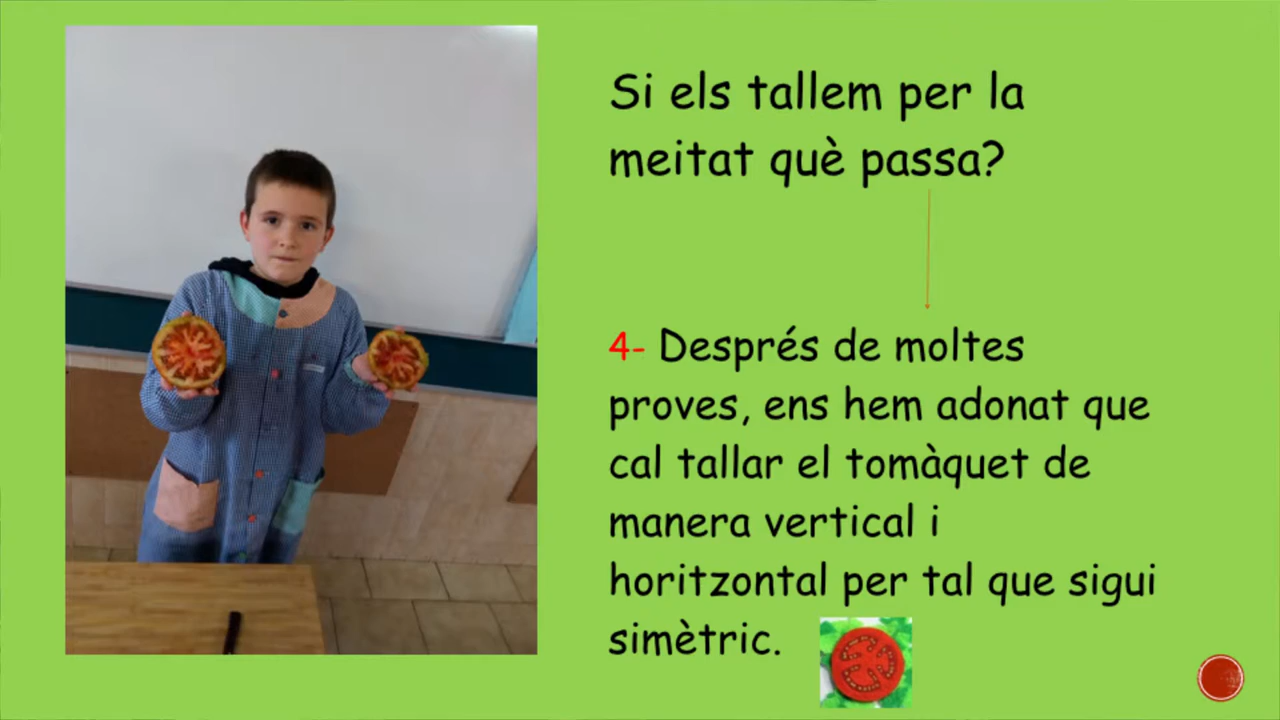 Si els tallem per la
meitat què passa?
4- Després de moltes
proves, ens hem adonat que
cal tallar el tomàquet de
manera vertical i
horitzontal per tal que sigui
simètric.